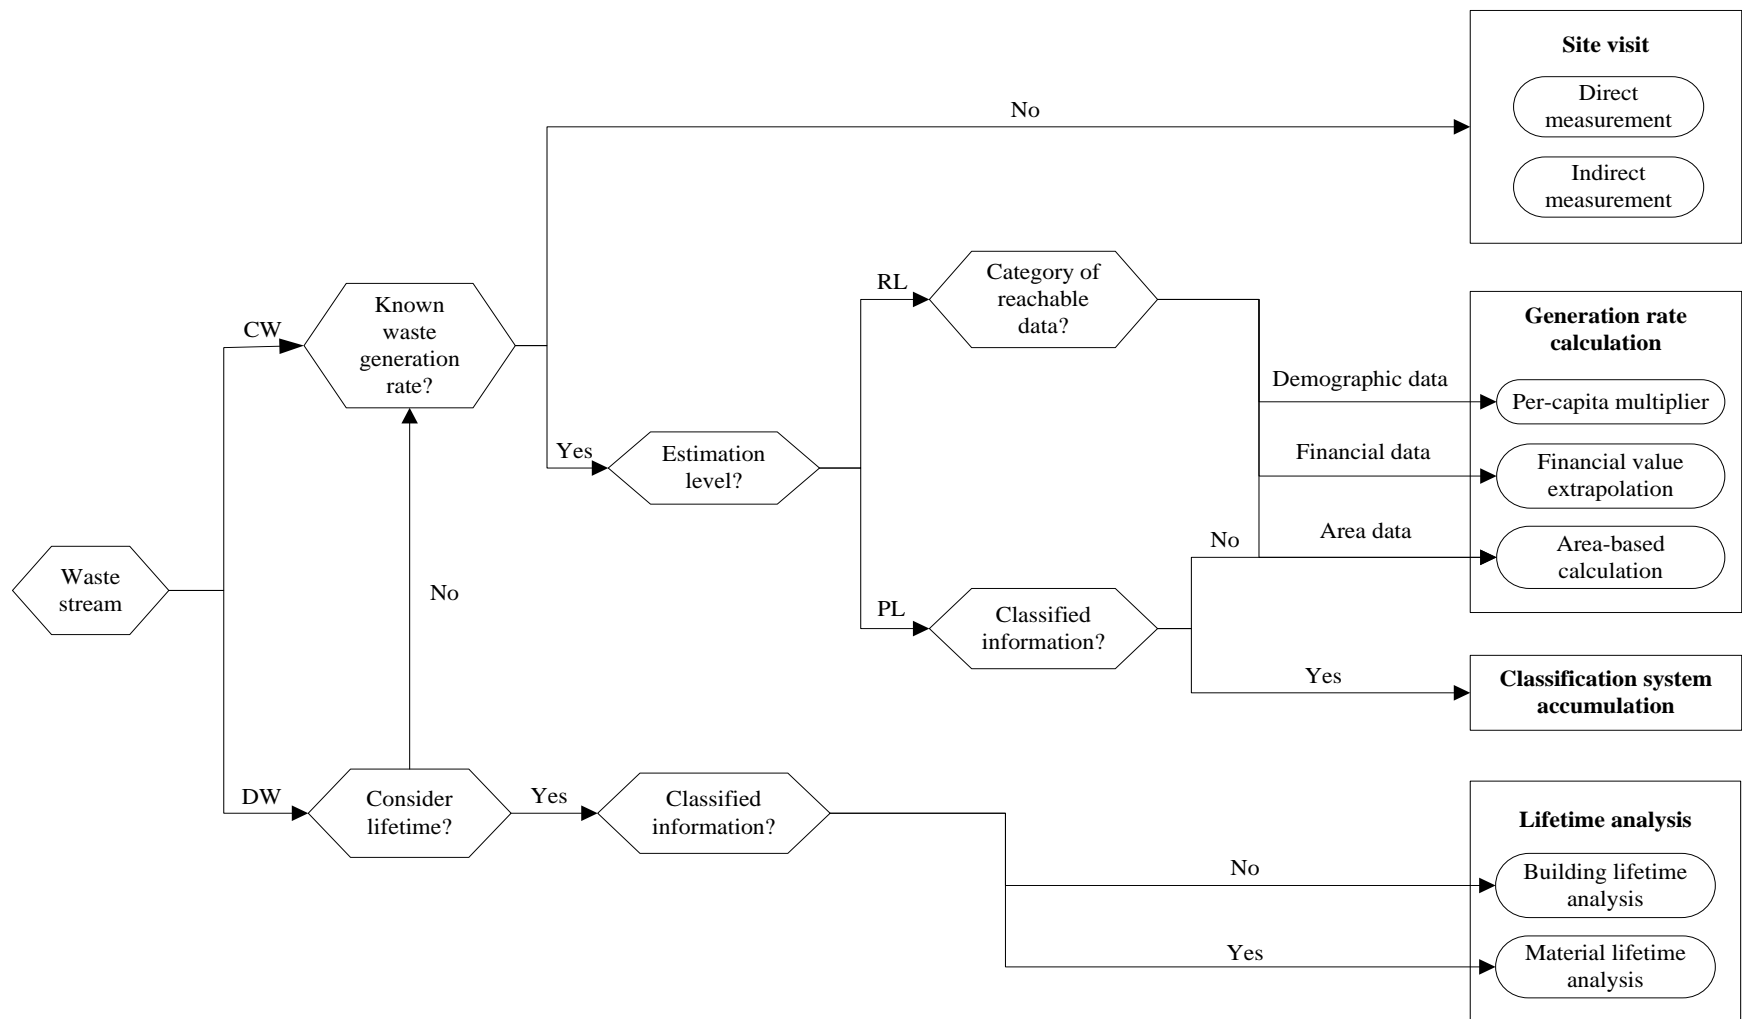 Site visit
Direct
measurement
Indirect
measurement
No
Known
waste
generation
rate?
CW
RL
Category of
reachable
data?
Generation rate
calculation
Demographic data
Per-capita multiplier
Yes
Estimation
level?
Financial data
Financial value
extrapolation
No
Area data
Area-based
calculation
Waste
stream
No
PL
Classified
information?
Yes
Classification system
accumulation
DW
Consider
lifetime?
Yes
Classified
information?
Lifetime analysis
No
Building lifetime
analysis
Yes
Material lifetime
analysis